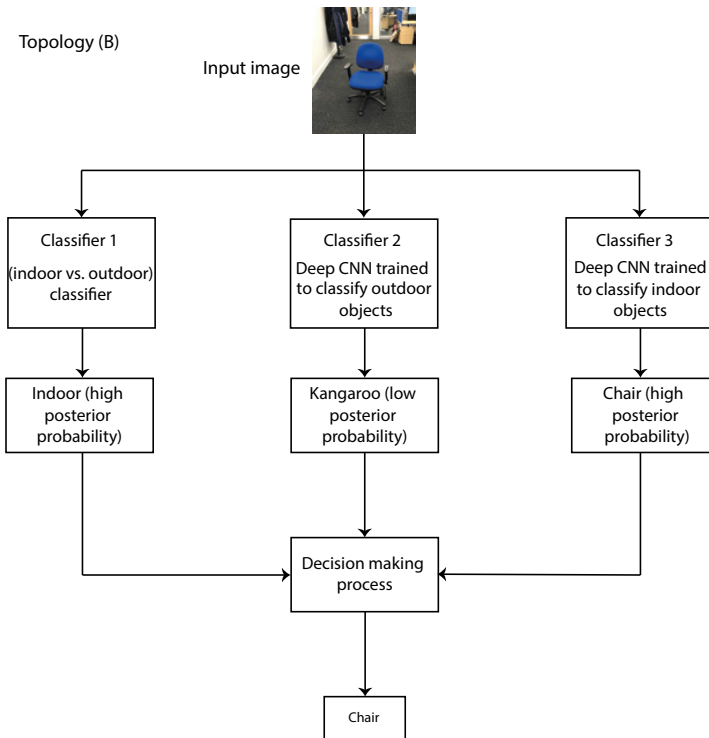 Topology (B)
Input image
Classifier 1
(indoor vs. outdoor)
classifier
Classifier 2
Deep CNN trained
to classify outdoor
objects
Classifier 3
Deep CNN trained
to classify indoor
objects
Indoor (high
posterior
probability)
Kangaroo (low
posterior
probability)
Chair (high
posterior
probability)
Decision making
process
Chair